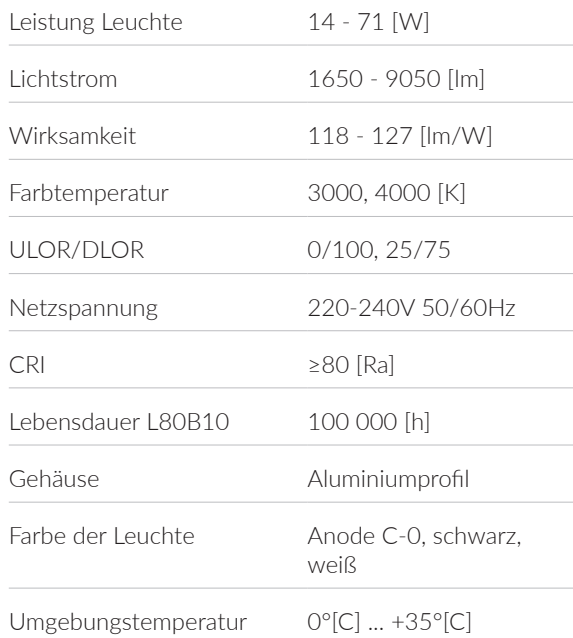 Leistung Leuchte 14 - 71 [W]
Lichtstrom 1650 - 9050 [lm]
Wirksamkeit 118 - 127 [lm/W]
Farbtemperatur 3000, 4000 [K]
ULOR/DLOR 0/100, 25/75
Netzspannung 220-240V 50/60Hz
CRI ≥80 [Ra]
Lebensdauer L80B10 100 000 [h]
Gehäuse Aluminiumprofil
Farbe der Leuchte Anode C-0, schwarz,
weiß
Umgebungstemperatur 0°[C] ... +35°[C]